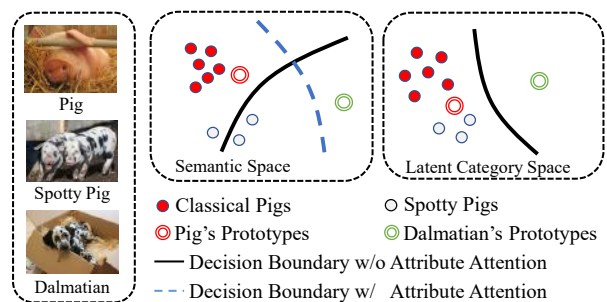 Pig
Spotty Pig
Dalmatian
Semantic Space
Latent Category Space
Classical Pigs
Spotty Pigs
Pig's Prototypes
Dalmatian's Prototypes
Decision Boundary w/o Attribute Attention
Decision Boundary w/ Attribute Attention